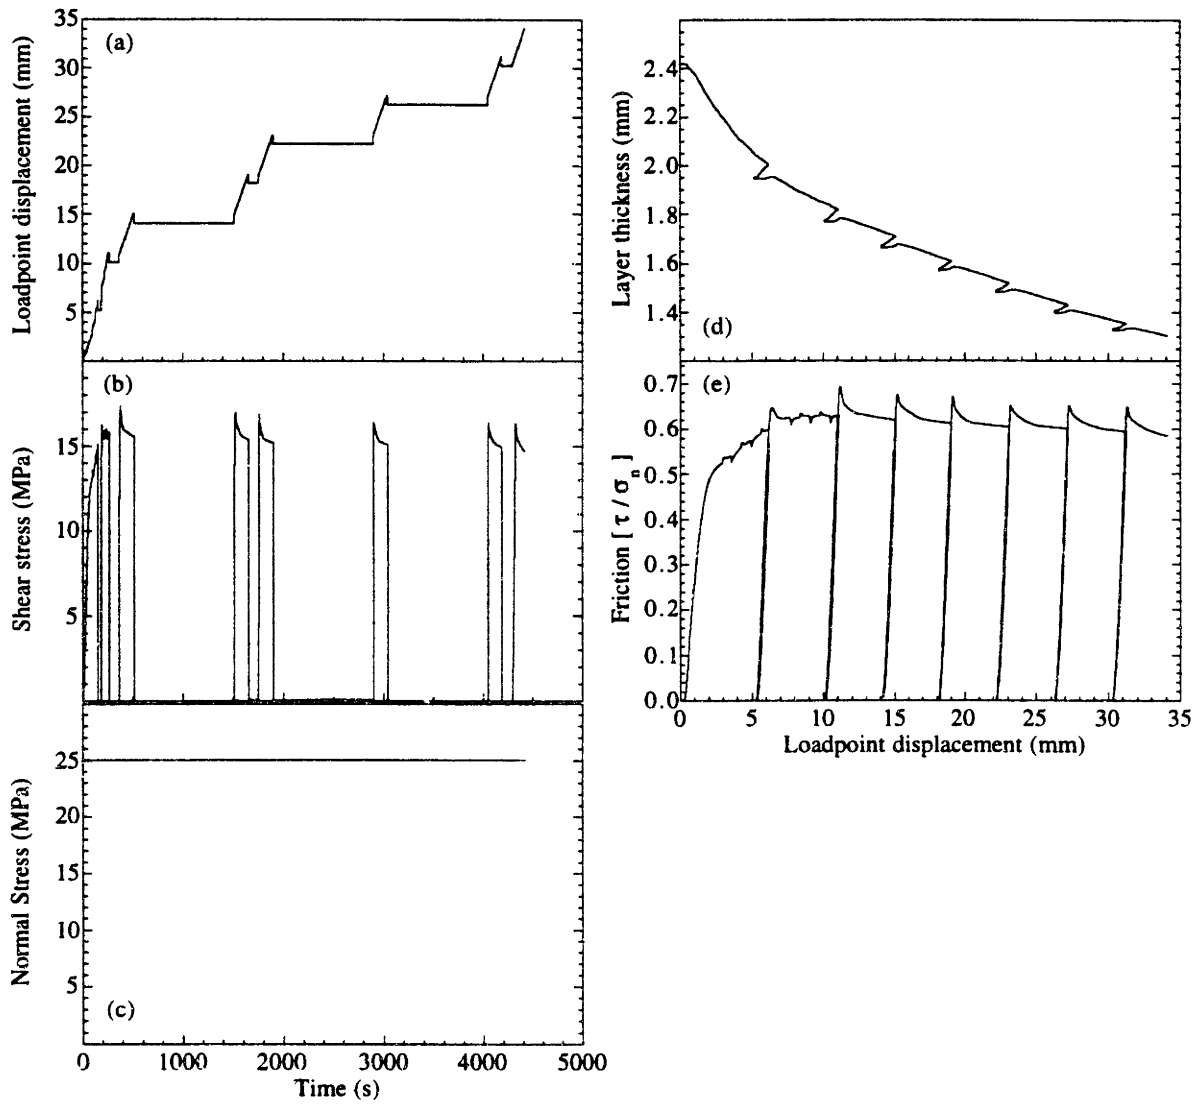 35
30
25
20
15
10
5
Loadpoint displacement (mm)
(a)
15
10
5
Shear stress (MPa)
(b)
25
20
15
10
5
Normal Stress (MPa)
(c)
0 1000 2000 3000 4000 5000
Time (s)
2.4
2.2
2.0
1.8
1.6
1.4
Layer thickness (mm)
(d)
0.7
0.6
0.5
0.4
0.3
0.2
0.1
0.0
Friction [ τ / σn ]
(e)
0 5 10 15 20 25 30 35
Loadpoint displacement (mm)